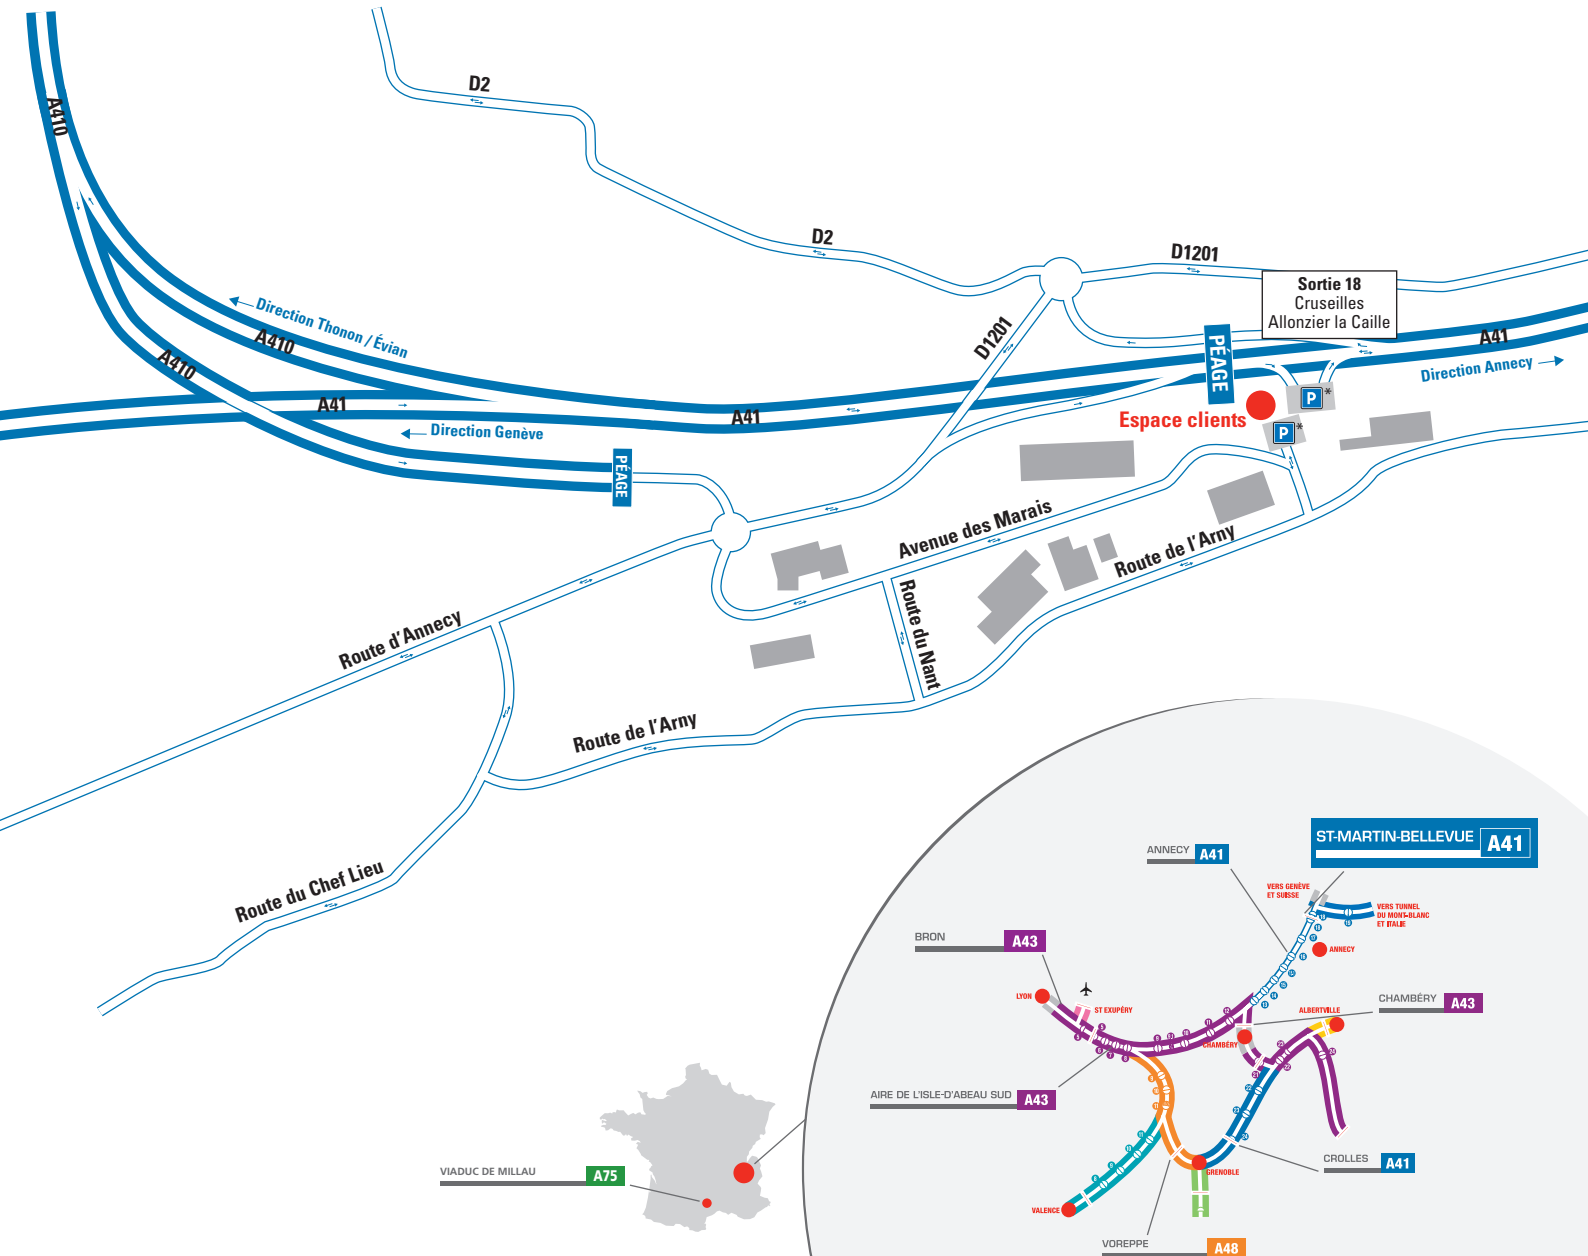 A410
D2
D2
D1201
Sortie 18
Cruseilles
Allonzier la Caille
Direction Thonon / Évian
A410
A410
D1201
PÉAGE
A41
Direction Annecy
A41
A41
Direction Genève
Espace clients
P*
P*
PÉAGE
Avenue des Marais
Route de l'Arny
Route du Nant
Route d'Annecy
Route de l'Arny
Route du Chef Lieu
ST-MARTIN-BELLEVUE A41
ANNECY A41
VERS GENÈVE
ET SUISSE
VERS TUNNEL
DU MONT-BLANC
ET ITALIE
BRON A43
ANNECY
LYON
ST EXUPÉRY
CHAMBÉRY A43
ALBERTVILLE
CHAMBÉRY
AIRE DE L'ISLE-D'ABEAU SUD A43
CROLLES A41
GRENOBLE
VALENCE
VIADUC DE MILLAU A75
VOREPPE A48